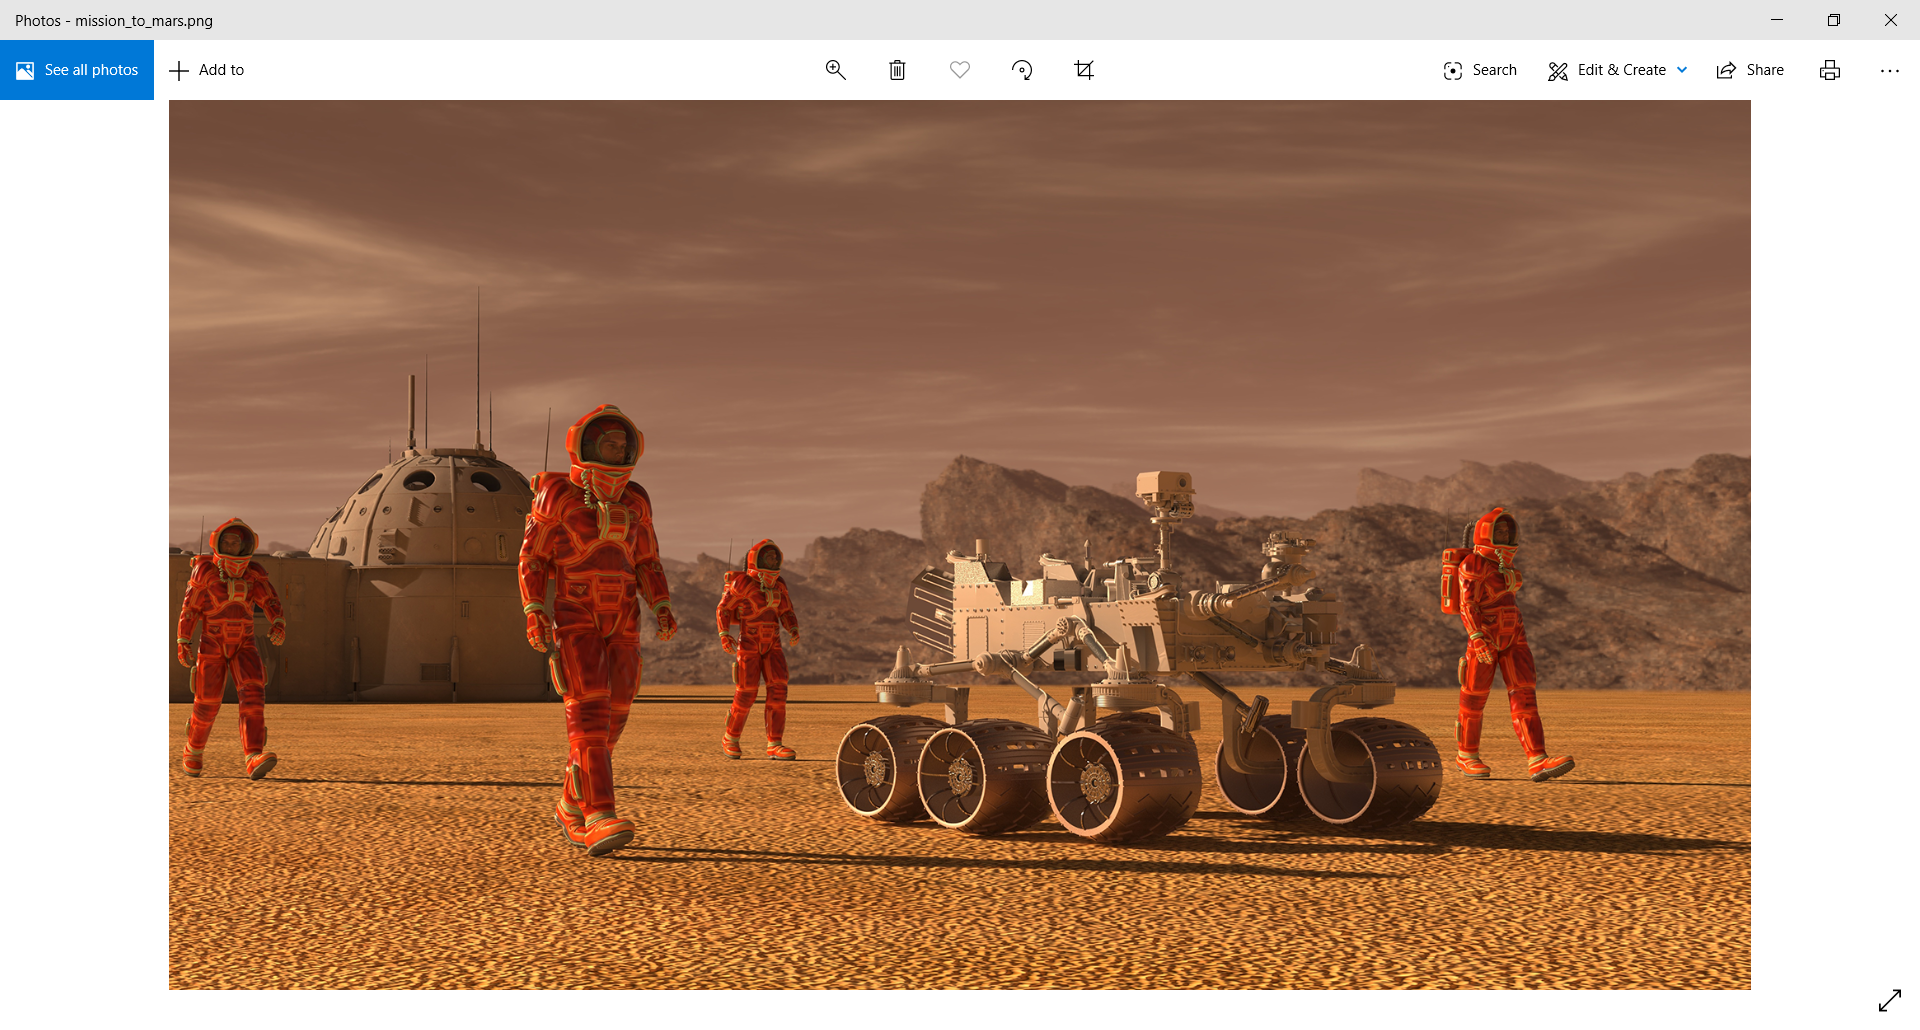 Photos - mission_to_mars.png
See all photos
Add to
Search
Edit & Create
Share